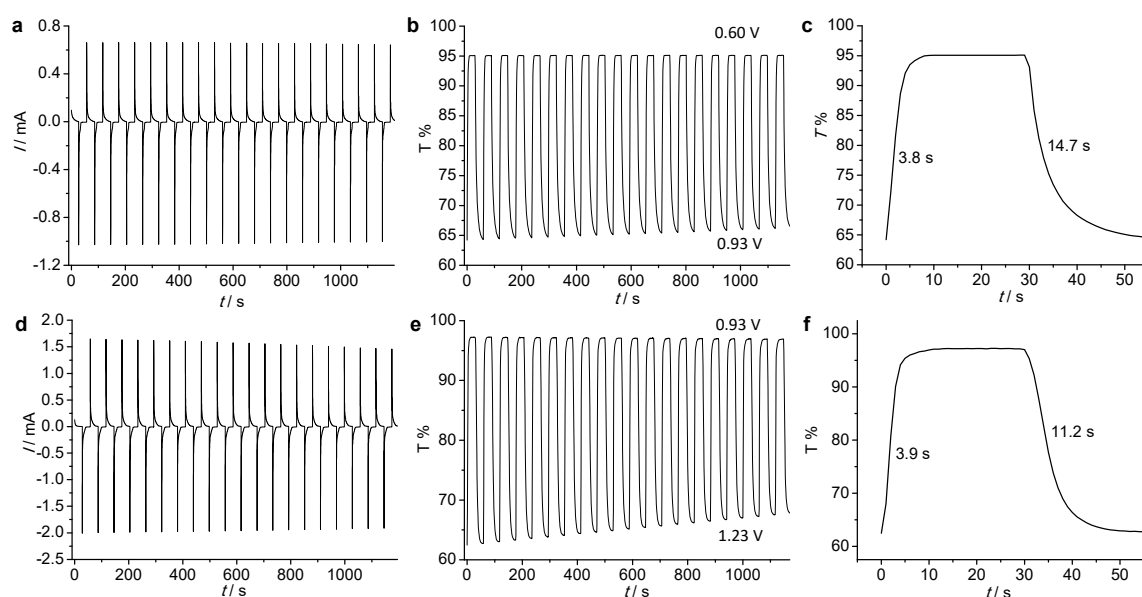 a
0.8
0.4
0.0
-0.4
-0.8
-1.2
I / mA
0 200 400 600 800 1000
t / s
b
100
95
90
85
80
75
70
65
60
T %
0.60 V
0.93 V
0 200 400 600 800 1000
t / s
c
100
95
90
85
80
75
70
65
60
T %
3.8 s
14.7 s
0 10 20 30 40 50
t / s
d
2.0
1.5
1.0
0.5
0.0
-0.5
-1.0
-1.5
-2.0
-2.5
I / mA
0 200 400 600 800 1000
t / s
e
100
90
80
70
60
T %
0.93 V
1.23 V
0 200 400 600 800 1000
t / s
f
100
90
80
70
60
T %
3.9 s
11.2 s
0 10 20 30 40 50
t / s